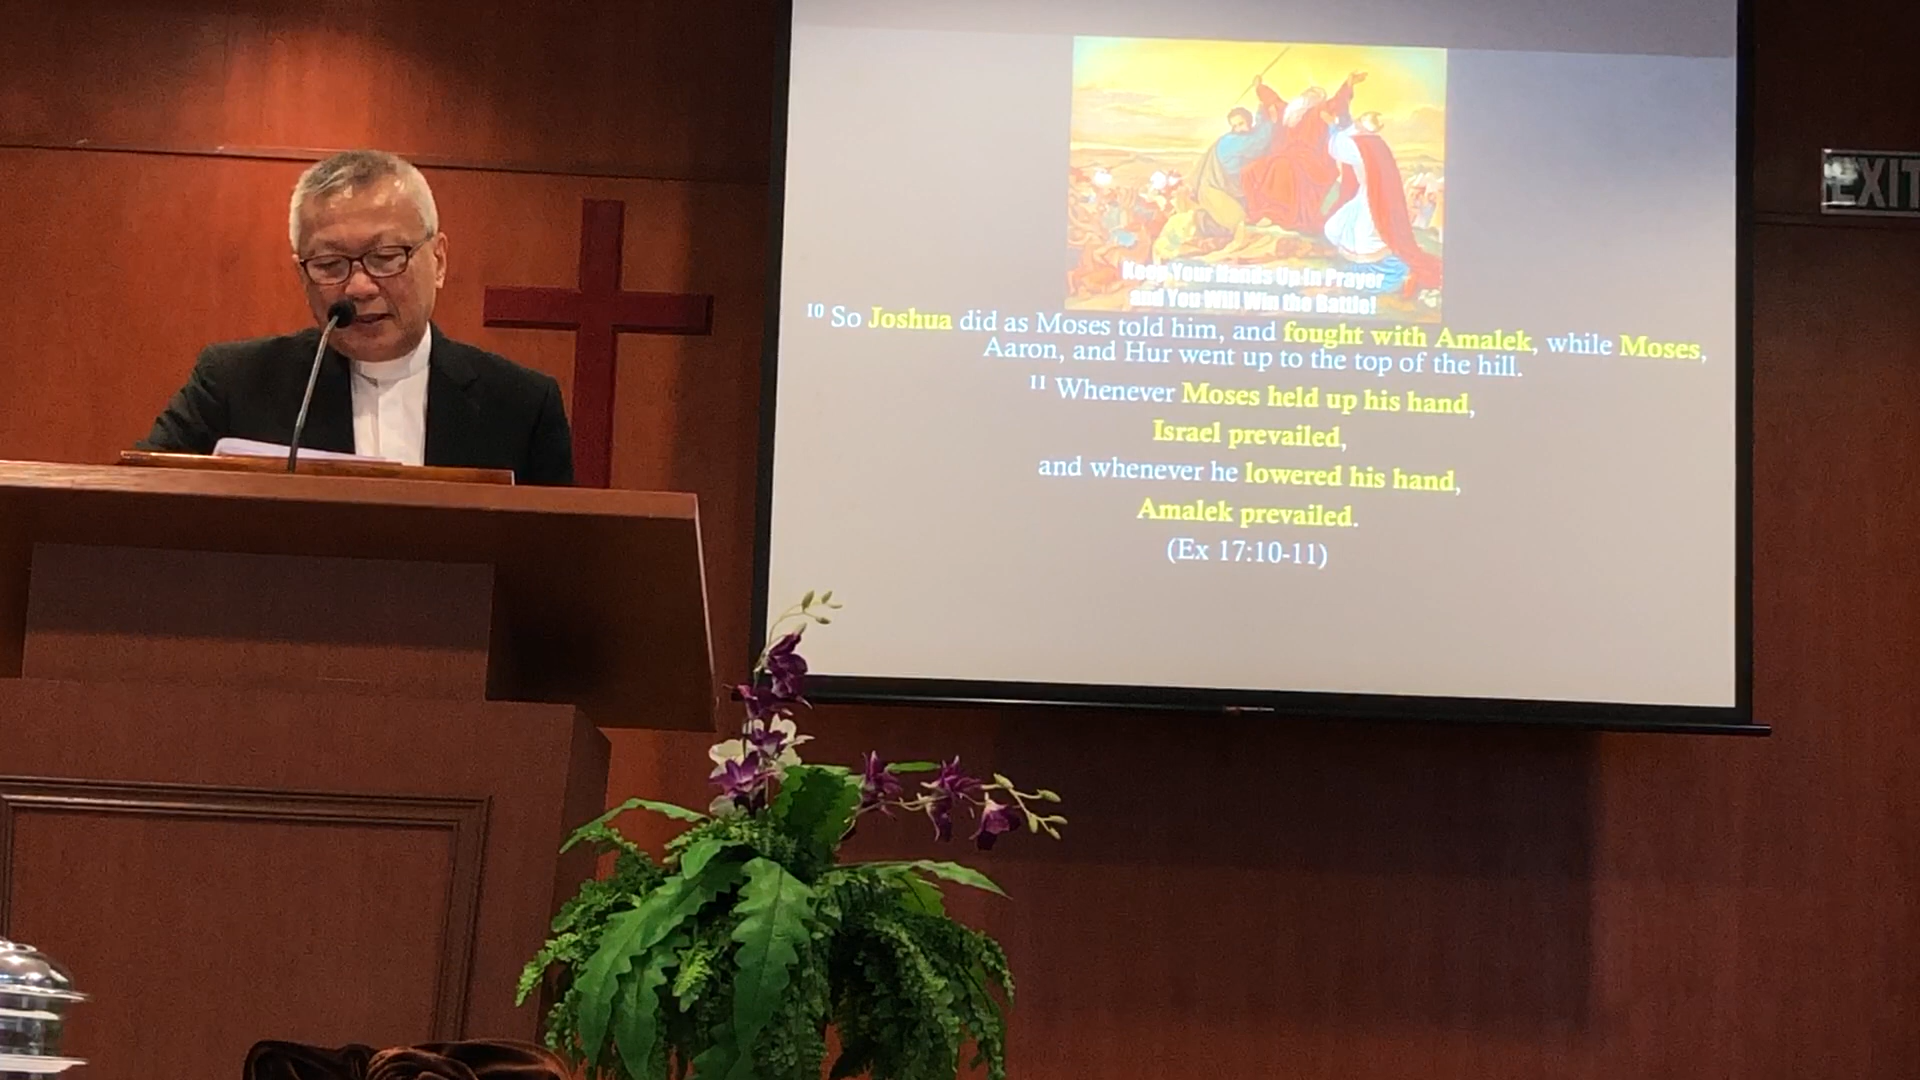 EXIT
Keep Your Hands Up In Prayer
and You Will Win the Battle!
10 So Joshua did as Moses told him, and fought with Amalek, while Moses,
Aaron, and Hur went up to the top of the hill.
11 Whenever Moses held up his hand,
Israel prevailed,
and whenever he lowered his hand,
Amalek prevailed.
(Ex 17:10-11)